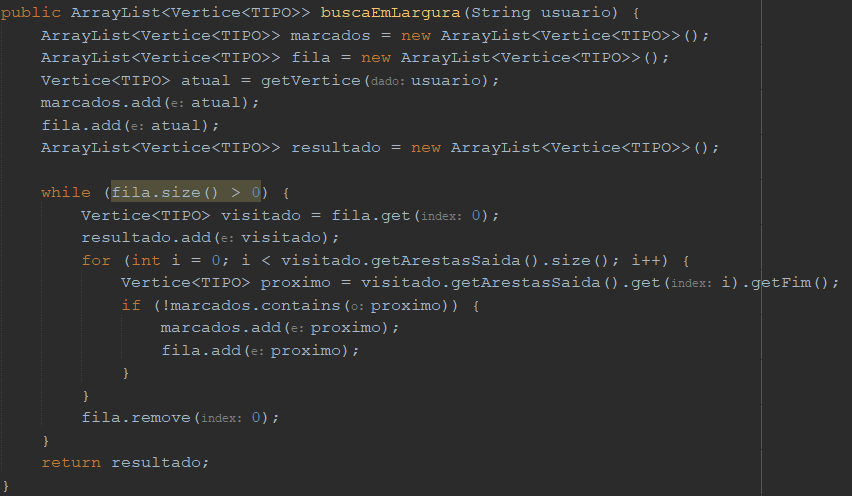 public ArrayList<Vertice<TIPO>> buscaEmLargura(String usuario) {
    ArrayList<Vertice<TIPO>> marcados = new ArrayList<Vertice<TIPO>>();
    ArrayList<Vertice<TIPO>> fila = new ArrayList<Vertice<TIPO>>();
    Vertice<TIPO> atual = getVertice(dado: usuario);
    marcados.add(e: atual);
    fila.add(e: atual);
    ArrayList<Vertice<TIPO>> resultado = new ArrayList<Vertice<TIPO>>();

    while (fila.size() > 0) {
        Vertice<TIPO> visitado = fila.get(index: 0);
        resultado.add(e: visitado);
        for (int i = 0; i < visitado.getArestasSaida().size(); i++) {
            Vertice<TIPO> proximo = visitado.getArestasSaida().get(index: i).getFim();
            if (!marcados.contains(o: proximo)) {
                marcados.add(e: proximo);
                fila.add(e: proximo);
            }
        }
        fila.remove(index: 0);
    }
    return resultado;
}